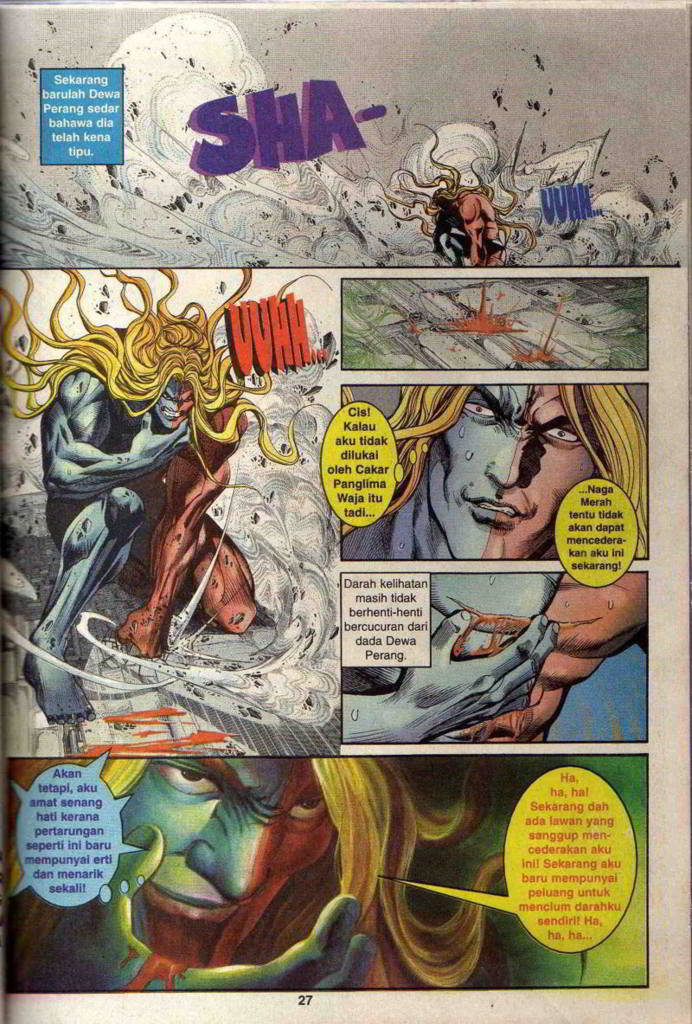 Sekarang
barulah Dewa
Perang sedar
bahawa dia
telah kena
tipu.
SHA-
UUHH...
UUHH...
Cis!
Kalau
aku tidak
dilukai
oleh Cakar
Panglima
Waja itu
tadi...
...Naga
Merah
tentu tidak
akan dapat
mencedera-
kan aku ini
sekarang!
Darah kelihatan
masih tidak
berhenti-henti
bercucuran dari
dada Dewa
Perang.
Akan
tetapi, aku
amat senang
hati kerana
pertarungan
seperti ini baru
mempunyai erti
dan menarik
sekali!
Ha,
ha, ha!
Sekarang dah
ada lawan yang
sanggup men-
cederakan aku
ini! Sekarang aku
baru mempunyai
peluang untuk
mencium darahku
sendiri! Ha,
ha, ha...
27